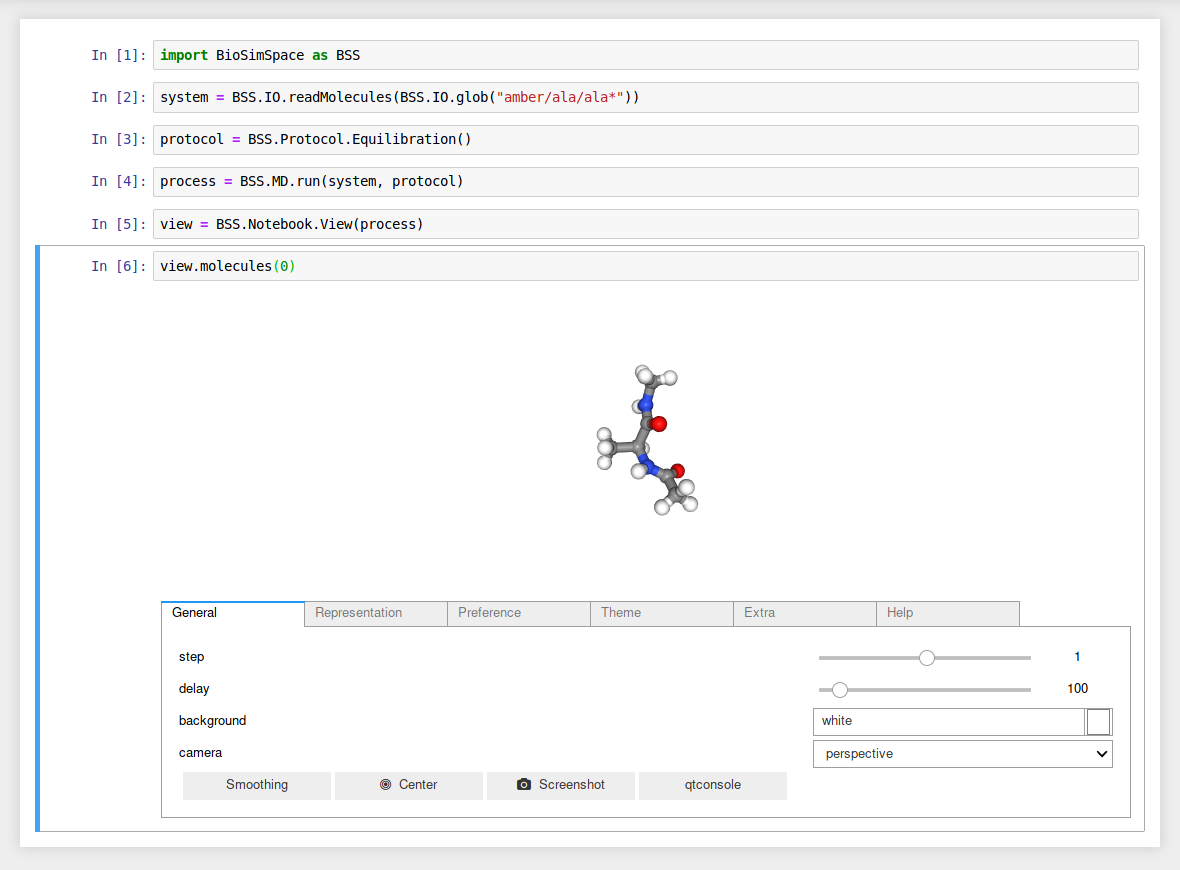 In [1]: import BioSimSpace as BSS
In [2]: system = BSS.IO.readMolecules(BSS.IO.glob("amber/ala/ala*"))
In [3]: protocol = BSS.Protocol.Equilibration()
In [4]: process = BSS.MD.run(system, protocol)
In [5]: view = BSS.Notebook.View(process)
In [6]: view.molecules(0)
General Representation Preference Theme Extra Help
step 1
delay 100
background white
camera perspective
Smoothing Center Screenshot qtconsole